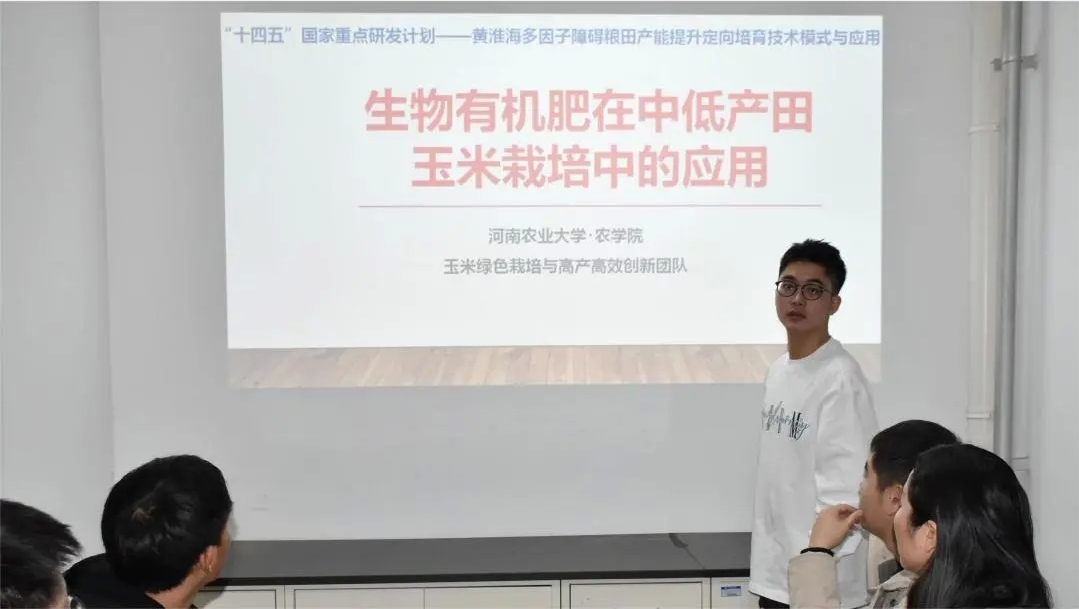 “十四五”国家重点研发计划——黄淮海多因子障碍粮田产能提升定向培育技术模式与应用
生物有机肥在中低产田
玉米栽培中的应用
河南农业大学·农学院
玉米绿色栽培与高产高效创新团队